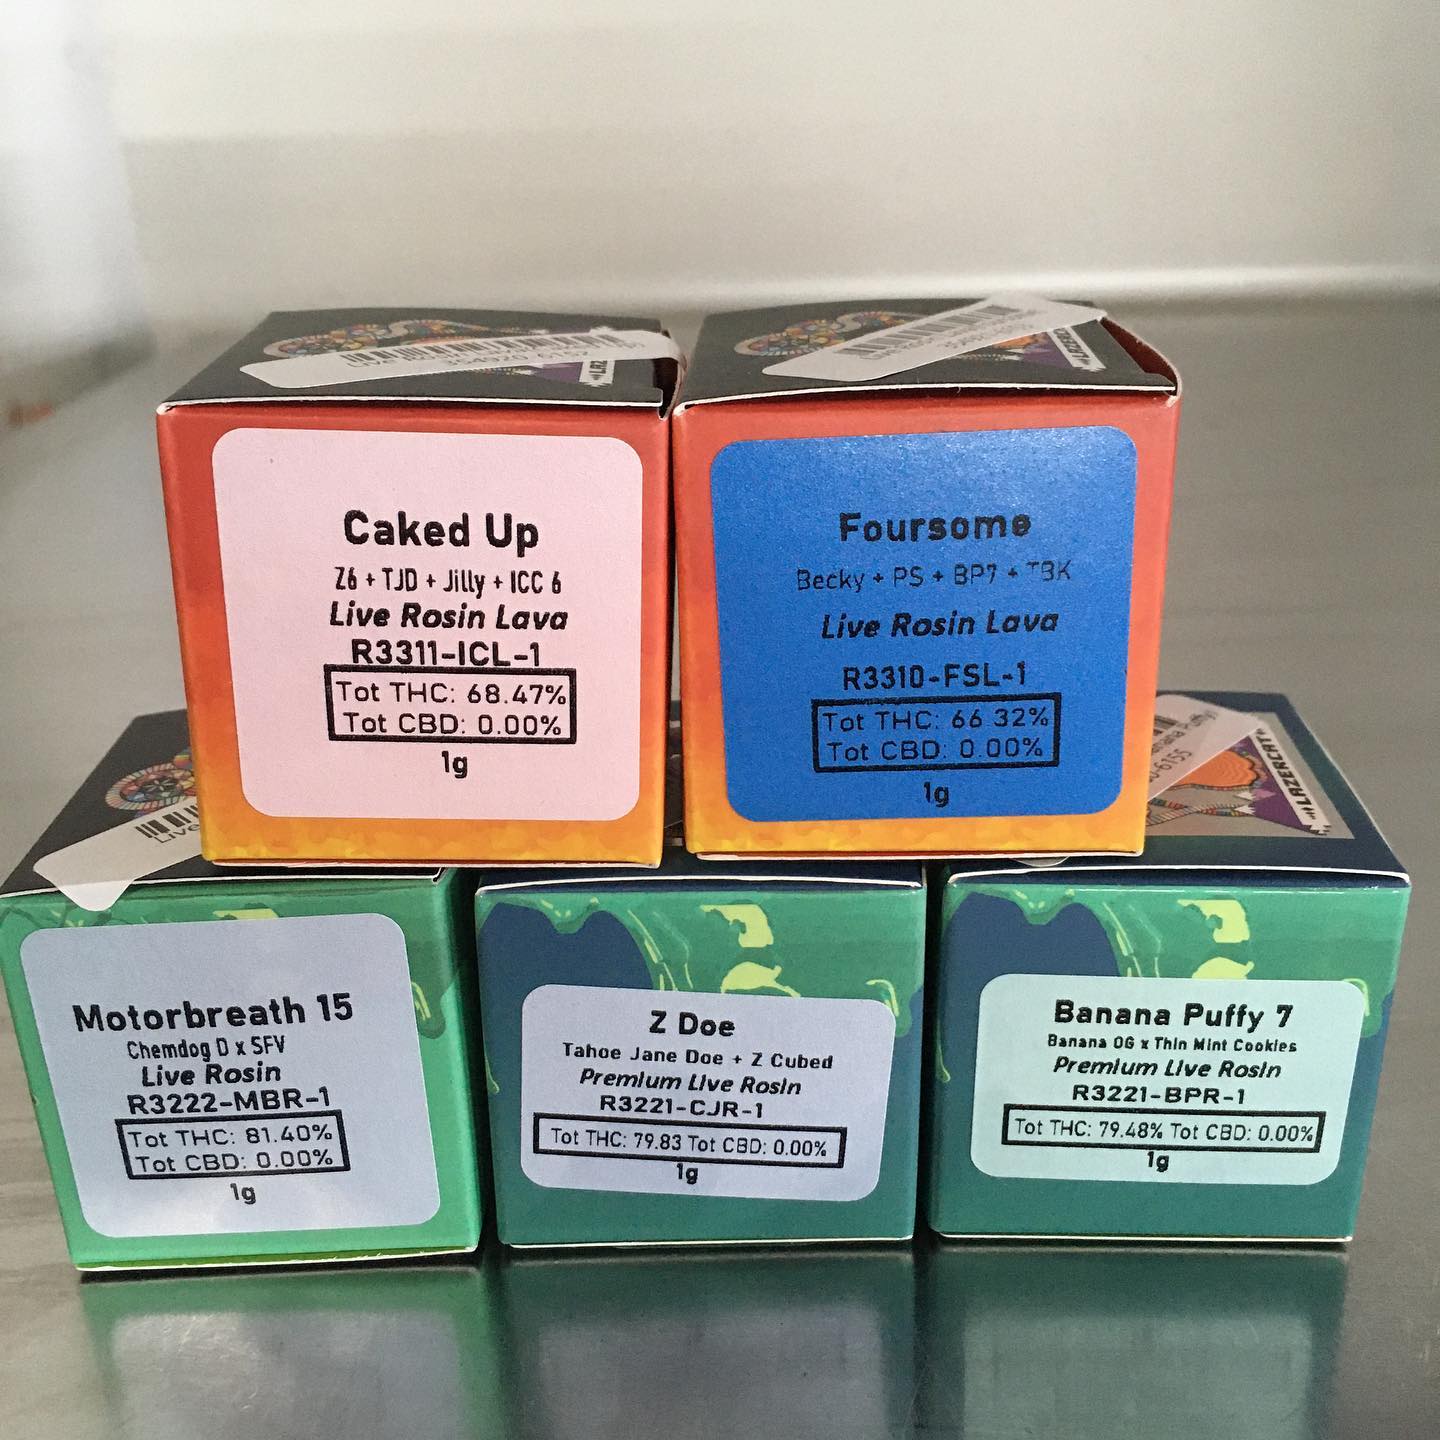 Caked Up
Z6 + TJD + Jilly + ICC 6
Live Rosin Lava
R3311-ICL-1
Tot THC: 68.47%
Tot CBD: 0.00%
1g
LAZERCAT
Foursome
Becky + PS + BP7 + TBK
Live Rosin Lava
R3310-FSL-1
Tot THC: 66 32%
Tot CBD: 0.00%
1g
Live
Motorbreath 15
Chemdog D x SFV
Live Rosin
R3222-MBR-1
Tot THC: 81.40%
Tot CBD: 0.00%
1g
Z Doe
Tahoe Jane Doe + Z Cubed
Premium Live Rosin
R3221-CJR-1
Tot THC: 79.83 Tot CBD: 0.00%
1g
LAZERCAT
Banana Puffy 7
Banana OG x Thin Mint Cookies
Premium Live Rosin
R3221-BPR-1
Tot THC: 79.48% Tot CBD: 0.00%
1g